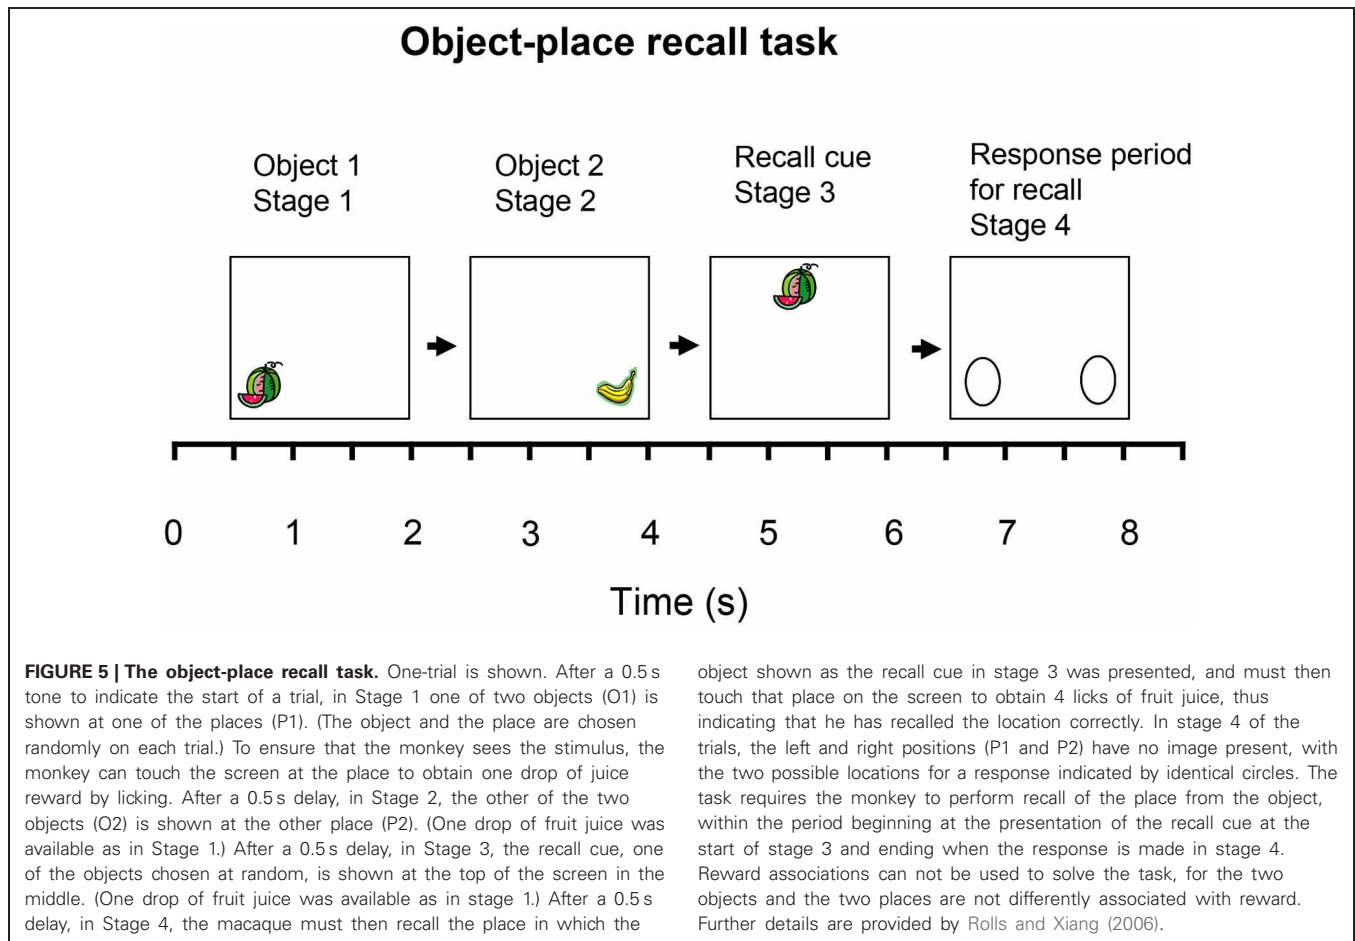 Object-place recall task
Object 1
Stage 1
Object 2
Stage 2
Recall cue
Stage 3
Response period
for recall
Stage 4
0 1 2 3 4 5 6 7 8
Time (s)
FIGURE 5 | The object-place recall task. One-trial is shown. After a 0.5 s
tone to indicate the start of a trial, in Stage 1 one of two objects (O1) is
shown at one of the places (P1). (The object and the place are chosen
randomly on each trial.) To ensure that the monkey sees the stimulus, the
monkey can touch the screen at the place to obtain one drop of juice
reward by licking. After a 0.5 s delay, in Stage 2, the other of the two
objects (O2) is shown at the other place (P2). (One drop of fruit juice was
available as in Stage 1.) After a 0.5 s delay, in Stage 3, the recall cue, one
of the objects chosen at random, is shown at the top of the screen in the
middle. (One drop of fruit juice was available as in stage 1.) After a 0.5 s
delay, in Stage 4, the macaque must then recall the place in which the
object shown as the recall cue in stage 3 was presented, and must then
touch that place on the screen to obtain 4 licks of fruit juice, thus
indicating that he has recalled the location correctly. In stage 4 of the
trials, the left and right positions (P1 and P2) have no image present, with
the two possible locations for a response indicated by identical circles. The
task requires the monkey to perform recall of the place from the object,
within the period beginning at the presentation of the recall cue at the
start of stage 3 and ending when the response is made in stage 4.
Reward associations can not be used to solve the task, for the two
objects and the two places are not differently associated with reward.
Further details are provided by Rolls and Xiang (2006).